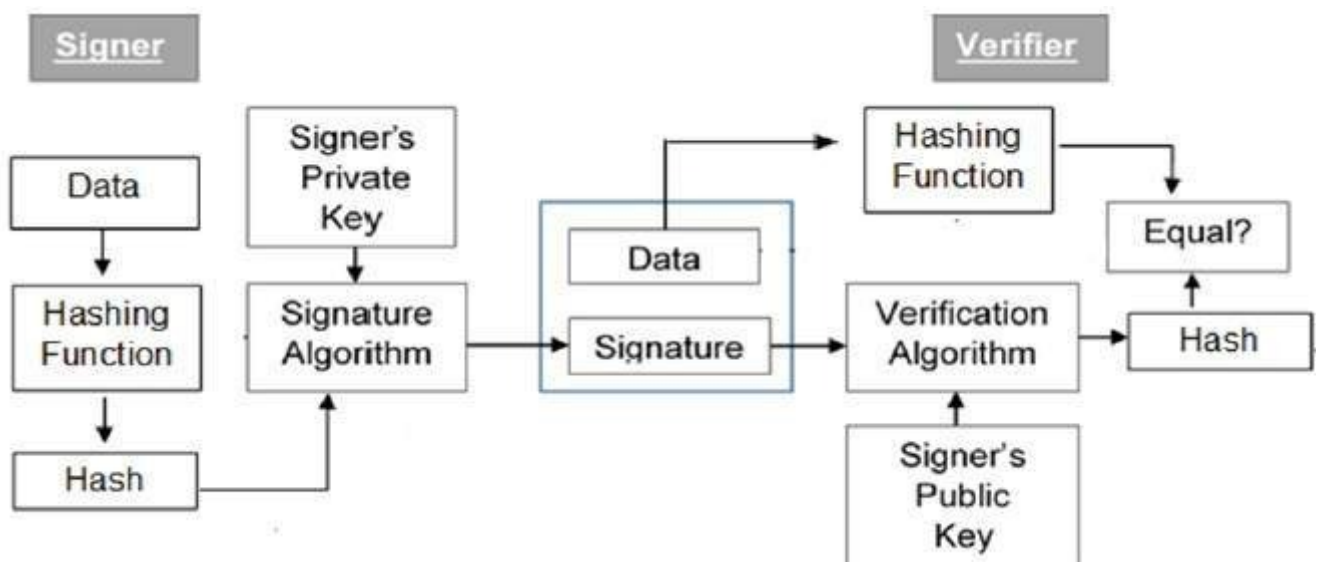 Signer
Verifier
Data
Hashing
Function
Hash
Signer's
Private
Key
Signature
Algorithm
Data
Signature
Hashing
Function
Verification
Algorithm
Signer's
Public
Key
Equal?
Hash